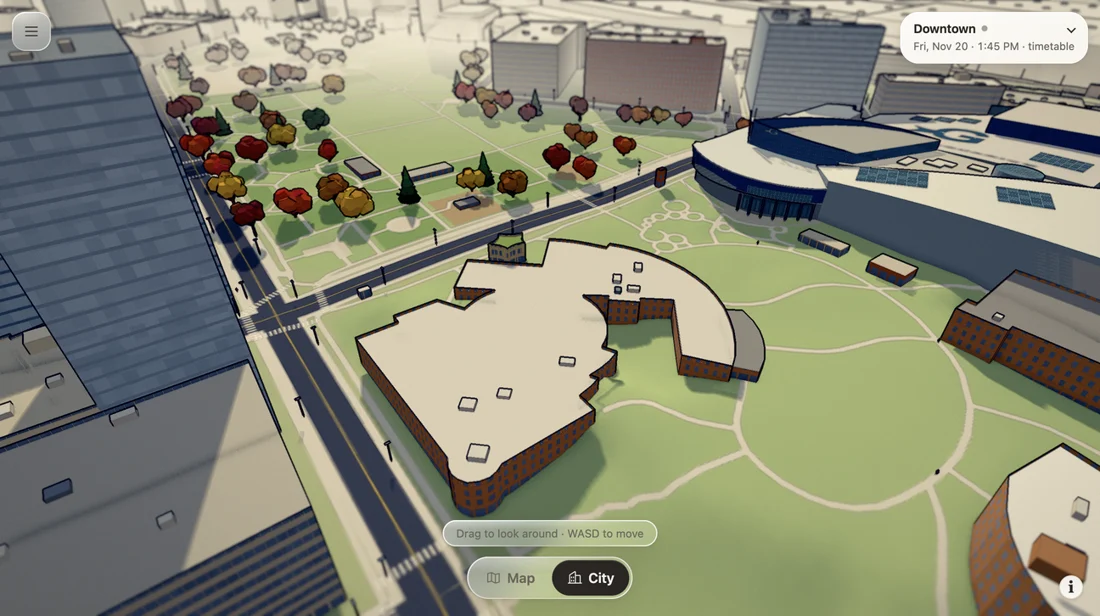 Downtown
Fri, Nov 20 · 1:45 PM · timetable
Drag to look around · WASD to move
Map
City
i